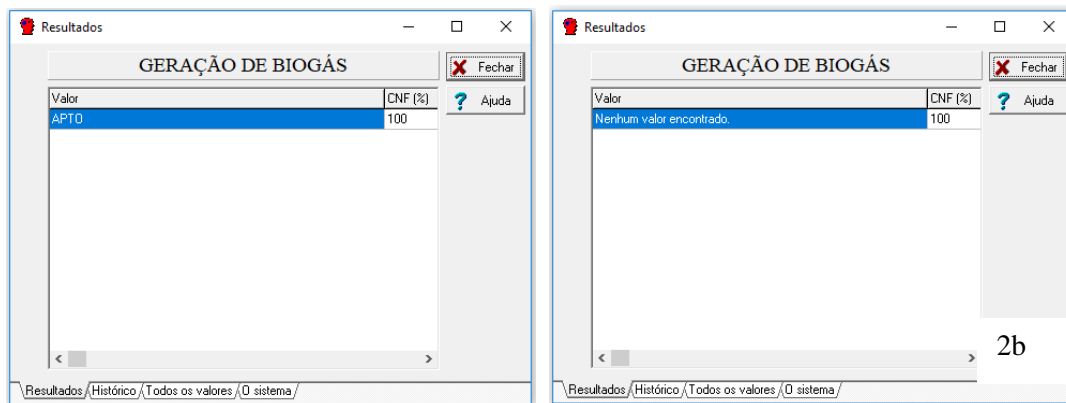 Resultados
GERAÇÃO DE BIOGÁS
Fechar
Valor
CNF (%)
Ajuda
APTO
100
Resultados Histórico Todos os valores O sistema
Resultados
GERAÇÃO DE BIOGÁS
Fechar
Valor
CNF (%)
Ajuda
Nenhum valor encontrado.
100
2b
Resultados Histórico Todos os valores O sistema